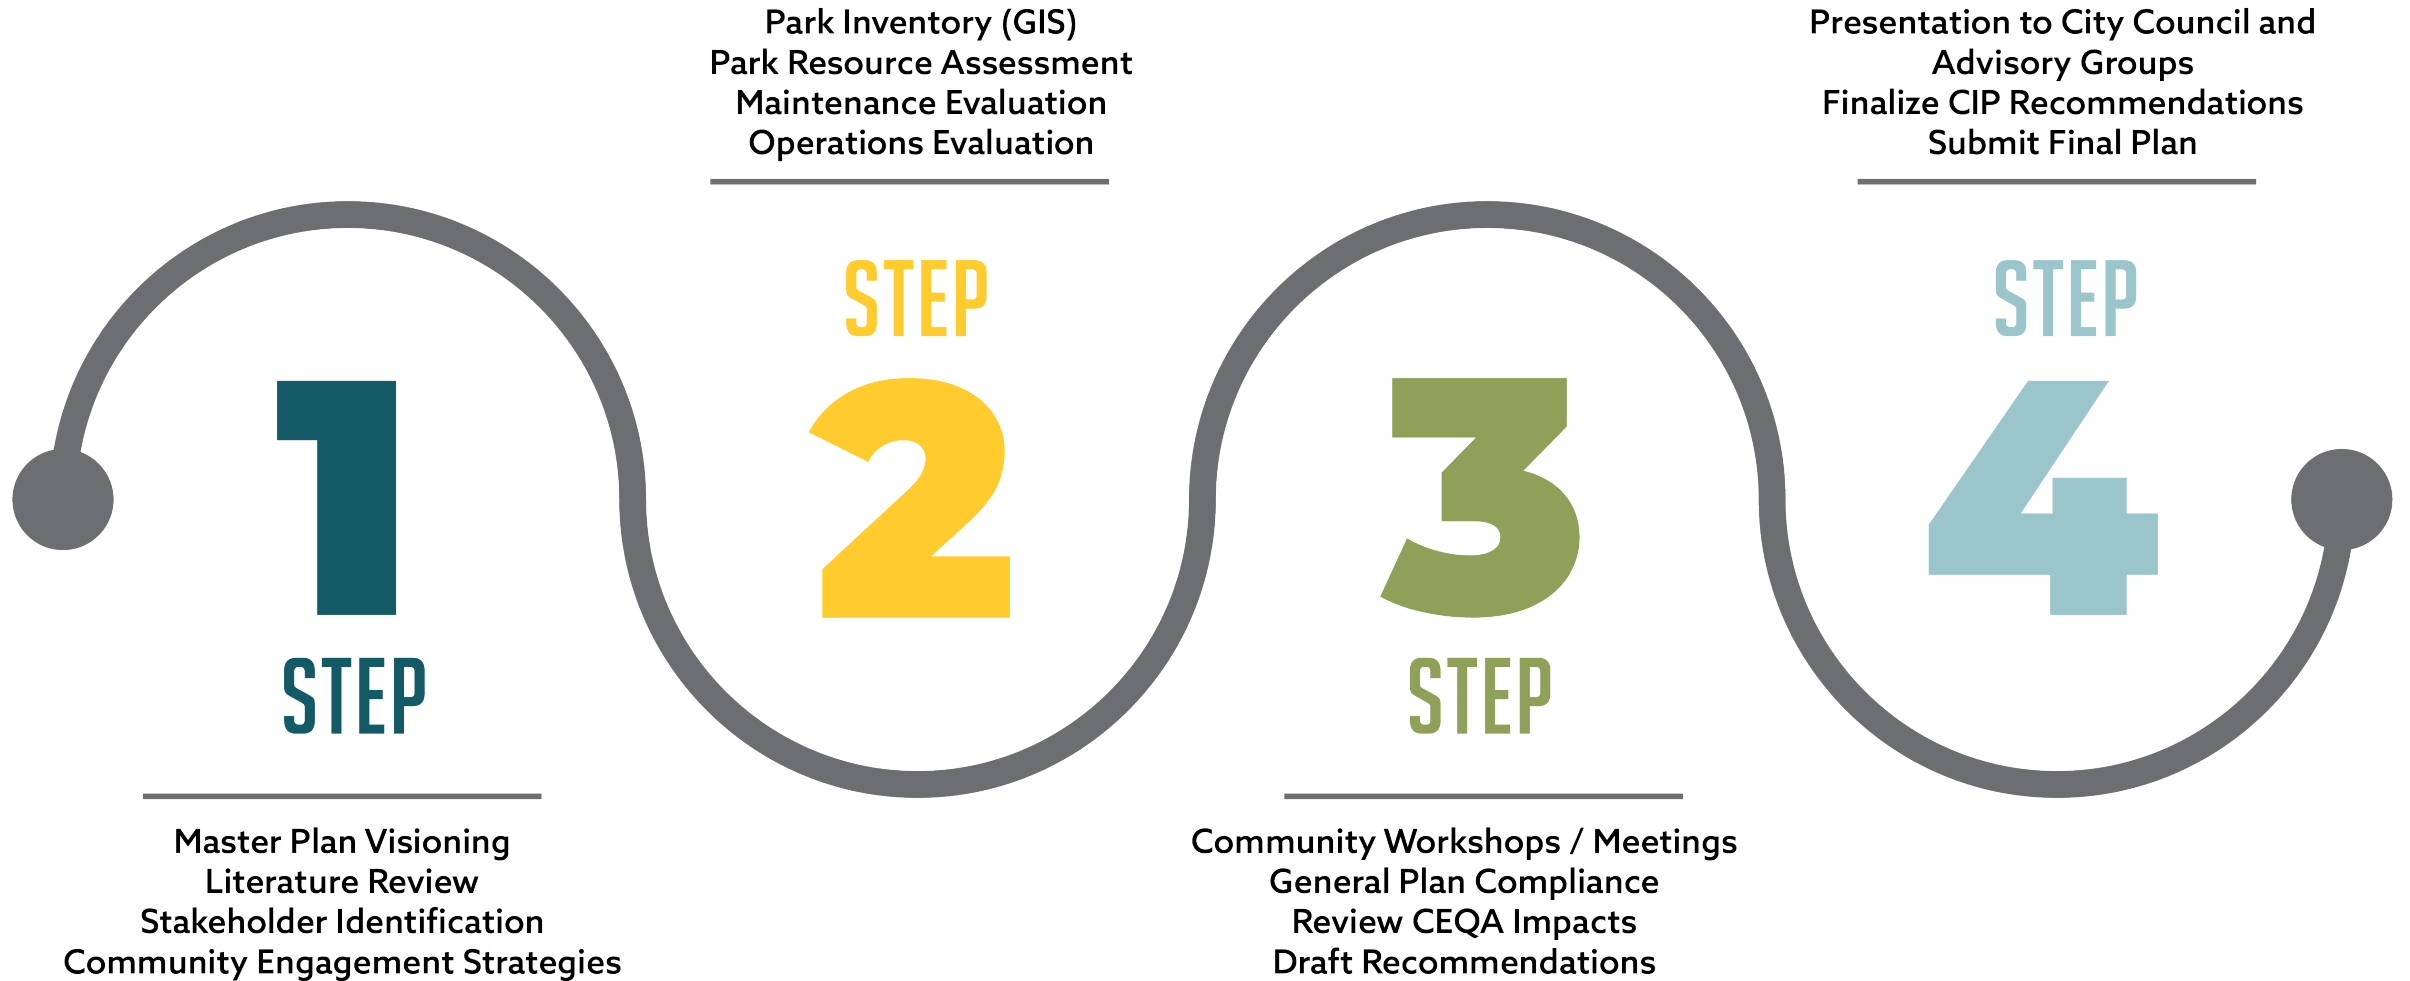 1
STEP
Master Plan Visioning
Literature Review
Stakeholder Identification
Community Engagement Strategies
Park Inventory (GIS)
Park Resource Assessment
Maintenance Evaluation
Operations Evaluation
STEP
2
3
STEP
Community Workshops / Meetings
General Plan Compliance
Review CEQA Impacts
Draft Recommendations
Presentation to City Council and
Advisory Groups
Finalize CIP Recommendations
Submit Final Plan
STEP
4